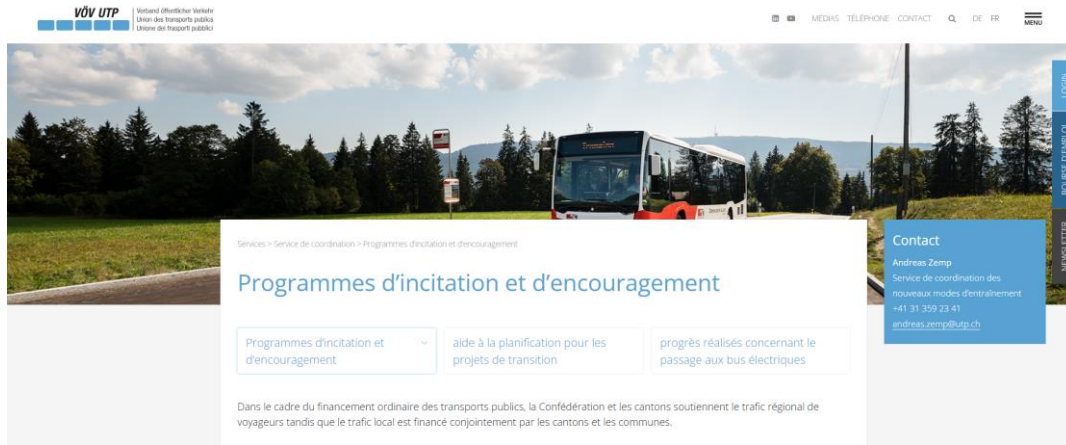 VÖV UTP
Verband öffentlicher Verkehr
Union des transports publics
Unione dei trasporti pubblici
MÉDIAS TÉLÉPHONE CONTACT DE FR
MENU
LOGIN
BOURSE D'EMPLOI
NEWSLETTER
Tramelan
Services > Service de coordination > Programmes d'incitation et d'encouragement
Programmes d'incitation et d'encouragement
Contact
Andreas Zemp
Service de coordination des
nouveaux modes d'entraînement
+41 31 359 23 41
andreas.zemp@utp.ch
Programmes d'incitation et
d'encouragement
aide à la planification pour les
projets de transition
progrès réalisés concernant le
passage aux bus électriques
Dans le cadre du financement ordinaire des transports publics, la Confédération et les cantons soutiennent le trafic régional de
voyageurs tandis que le trafic local est financé conjointement par les cantons et les communes.